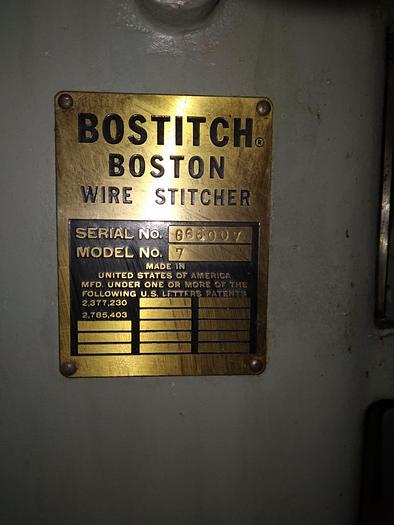 BOSTITCH®
BOSTON
WIRE STITCHER
SERIAL No.
MODEL No. 7
MADE IN
UNITED STATES OF AMERICA
MFD. UNDER ONE OR MORE OF THE
FOLLOWING U.S. LETTERS PATENTS
2,377,230
2,785,403